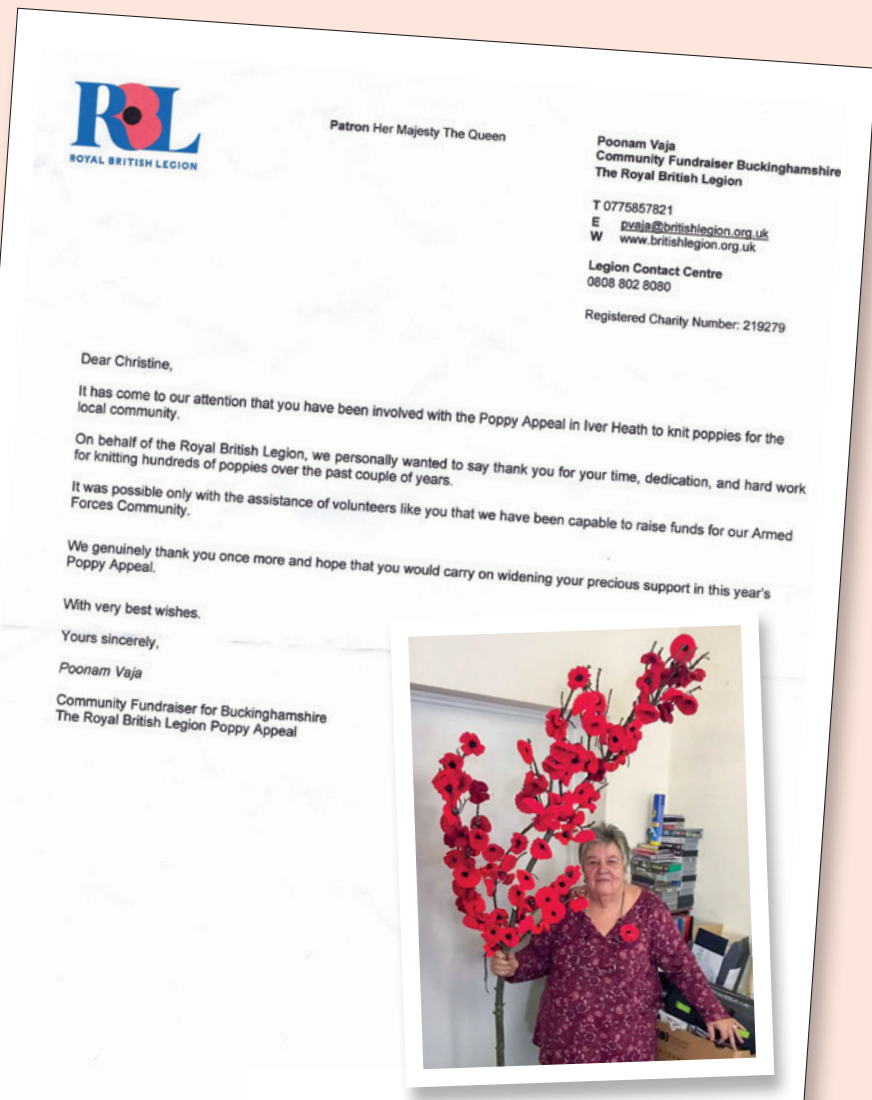 RBL
ROYAL BRITISH LEGION
Patron Her Majesty The Queen
Poonam Vaja
Community Fundraiser Buckinghamshire
The Royal British Legion
T 0775857821
E pvaja@britishlegion.org.uk
W www.britishlegion.org.uk
Legion Contact Centre
0808 802 8080
Registered Charity Number: 219279
Dear Christine,
It has come to our attention that you have been involved with the Poppy Appeal in Iver Heath to knit poppies for the
local community.
On behalf of the Royal British Legion, we personally wanted to say thank you for your time, dedication, and hard work
for knitting hundreds of poppies over the past couple of years.
It was possible only with the assistance of volunteers like you that we have been capable to raise funds for our Armed
Forces Community.
We genuinely thank you once more and hope that you would carry on widening your precious support in this year's
Poppy Appeal.
With very best wishes.
Yours sincerely,
Poonam Vaja
Community Fundraiser for Buckinghamshire
The Royal British Legion Poppy Appeal